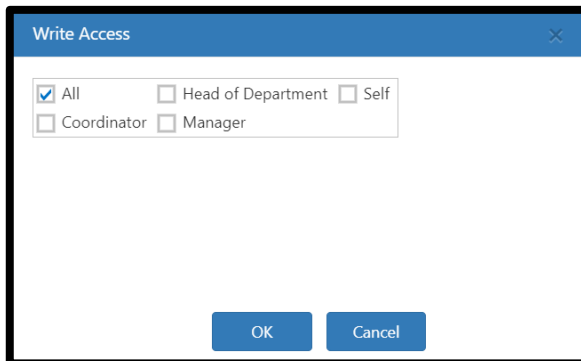 Write Access
All Head of Department Self
Coordinator Manager
OK Cancel